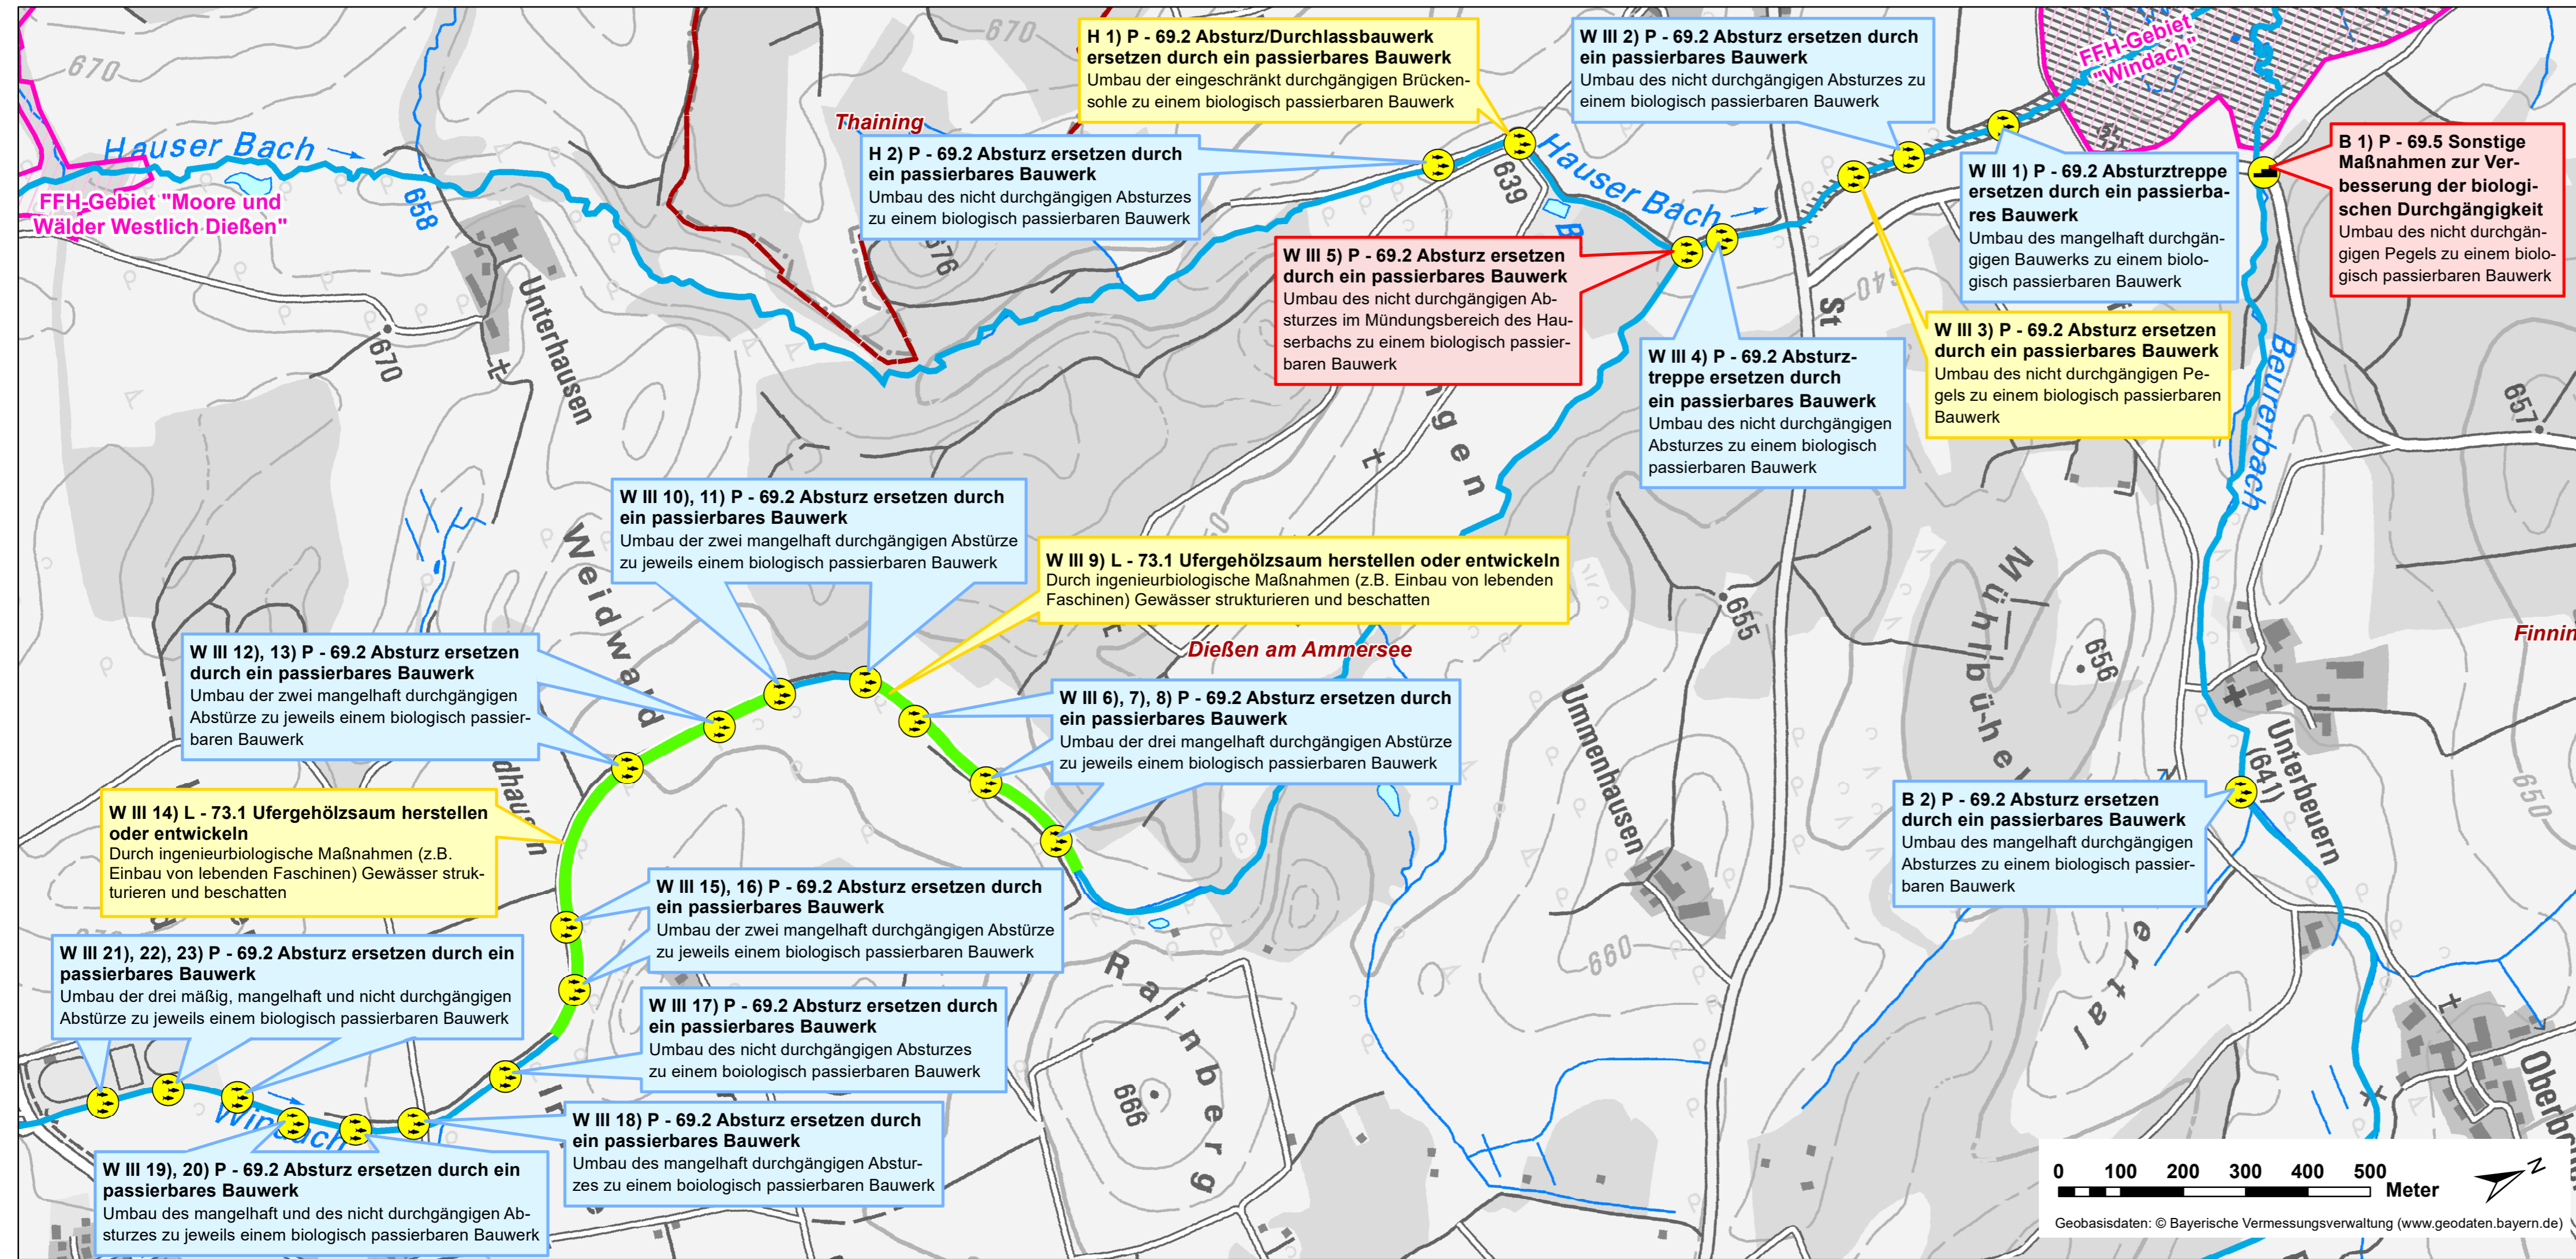 670
670
Hauser Bach
658
FFH-Gebiet "Moore und
Wälder Westlich Dießen"
Unterhausen
670
Thaining
676
H 1) P - 69.2 Absturz/Durchlassbauwerk
ersetzen durch ein passierbares Bauwerk
Umbau der eingeschränkt durchgängigen Brücken-
sohle zu einem biologisch passierbaren Bauwerk
H 2) P - 69.2 Absturz ersetzen durch
ein passierbares Bauwerk
Umbau des nicht durchgängigen Absturzes
zu einem biologisch passierbaren Bauwerk
639
Hauser Bach
B
W III 2) P - 69.2 Absturz ersetzen durch
ein passierbares Bauwerk
Umbau des nicht durchgängigen Absturzes zu
einem biologisch passierbaren Bauwerk
FFH-Gebiet
"Windach"
W III 1) P - 69.2 Absturztreppe
ersetzen durch ein passierba-
res Bauwerk
Umbau des mangelhaft durchgän-
gigen Bauwerks zu einem biolo-
gisch passierbaren Bauwerk
B 1) P - 69.5 Sonstige
Maßnahmen zur Ver-
besserung der biologi-
schen Durchgängigkeit
Umbau des nicht durchgän-
gigen Pegels zu einem biolo-
gisch passierbaren Bauwerk
W III 5) P - 69.2 Absturz ersetzen
durch ein passierbares Bauwerk
Umbau des nicht durchgängigen Ab-
sturzes im Mündungsbereich des Hau-
serbachs zu einem biologisch passier-
baren Bauwerk
W III 4) P - 69.2 Absturz-
treppe ersetzen durch
ein passierbares Bauwerk
Umbau des nicht durchgängigen
Absturzes zu einem biologisch
passierbaren Bauwerk
St
640
W III 3) P - 69.2 Absturz ersetzen
durch ein passierbares Bauwerk
Umbau des nicht durchgängigen Pe-
gels zu einem biologisch passierbaren
Bauwerk
Beurerbach
657
ngen
W III 10), 11) P - 69.2 Absturz ersetzen durch
ein passierbares Bauwerk
Umbau der zwei mangelhaft durchgängigen Abstürze
zu jeweils einem biologisch passierbaren Bauwerk
Weidwald
W III 9) L - 73.1 Ufergehölzsaum herstellen oder entwickeln
Durch ingenieurbiologische Maßnahmen (z.B. Einbau von lebenden
Faschinen) Gewässer strukturieren und beschatten
Dießen am Ammersee
655
Mühlbü-hel
656
Finnin
W III 12), 13) P - 69.2 Absturz ersetzen
durch ein passierbares Bauwerk
Umbau der zwei mangelhaft durchgängigen
Abstürze zu jeweils einem biologisch passier-
baren Bauwerk
W III 6), 7), 8) P - 69.2 Absturz ersetzen durch
ein passierbares Bauwerk
Umbau der drei mangelhaft durchgängigen Abstürze
zu jeweils einem biologisch passierbaren Bauwerk
Ummenhausen
Unterbeuern
(641)
650
dhausen
W III 14) L - 73.1 Ufergehölzsaum herstellen
oder entwickeln
Durch ingenieurbiologische Maßnahmen (z.B.
Einbau von lebenden Faschinen) Gewässer struk-
turieren und beschatten
B 2) P - 69.2 Absturz ersetzen
durch ein passierbares Bauwerk
Umbau des mangelhaft durchgängigen
Absturzes zu einem biologisch passier-
baren Bauwerk
W III 15), 16) P - 69.2 Absturz ersetzen durch
ein passierbares Bauwerk
Umbau der zwei mangelhaft durchgängigen Abstürze
zu jeweils einem biologisch passierbaren Bauwerk
W III 21), 22), 23) P - 69.2 Absturz ersetzen durch ein
passierbares Bauwerk
Umbau der drei mäßig, mangelhaft und nicht durchgängigen
Abstürze zu jeweils einem biologisch passierbaren Bauwerk
Rainberg
660
ertal
W III 17) P - 69.2 Absturz ersetzen durch
ein passierbares Bauwerk
Umbau des nicht durchgängigen Absturzes
zu einem boiologisch passierbaren Bauwerk
666
Windach
W III 18) P - 69.2 Absturz ersetzen durch
ein passierbares Bauwerk
Umbau des mangelhaft durchgängigen Abstur-
zes zu einem boiologisch passierbaren Bauwerk
W III 19), 20) P - 69.2 Absturz ersetzen durch ein
passierbares Bauwerk
Umbau des mangelhaft und des nicht durchgängigen Ab-
sturzes zu jeweils einem biologisch passierbaren Bauwerk
0 100 200 300 400 500
Meter
N
Geobasisdaten: © Bayerische Vermessungsverwaltung (www.geodaten.bayern.de)